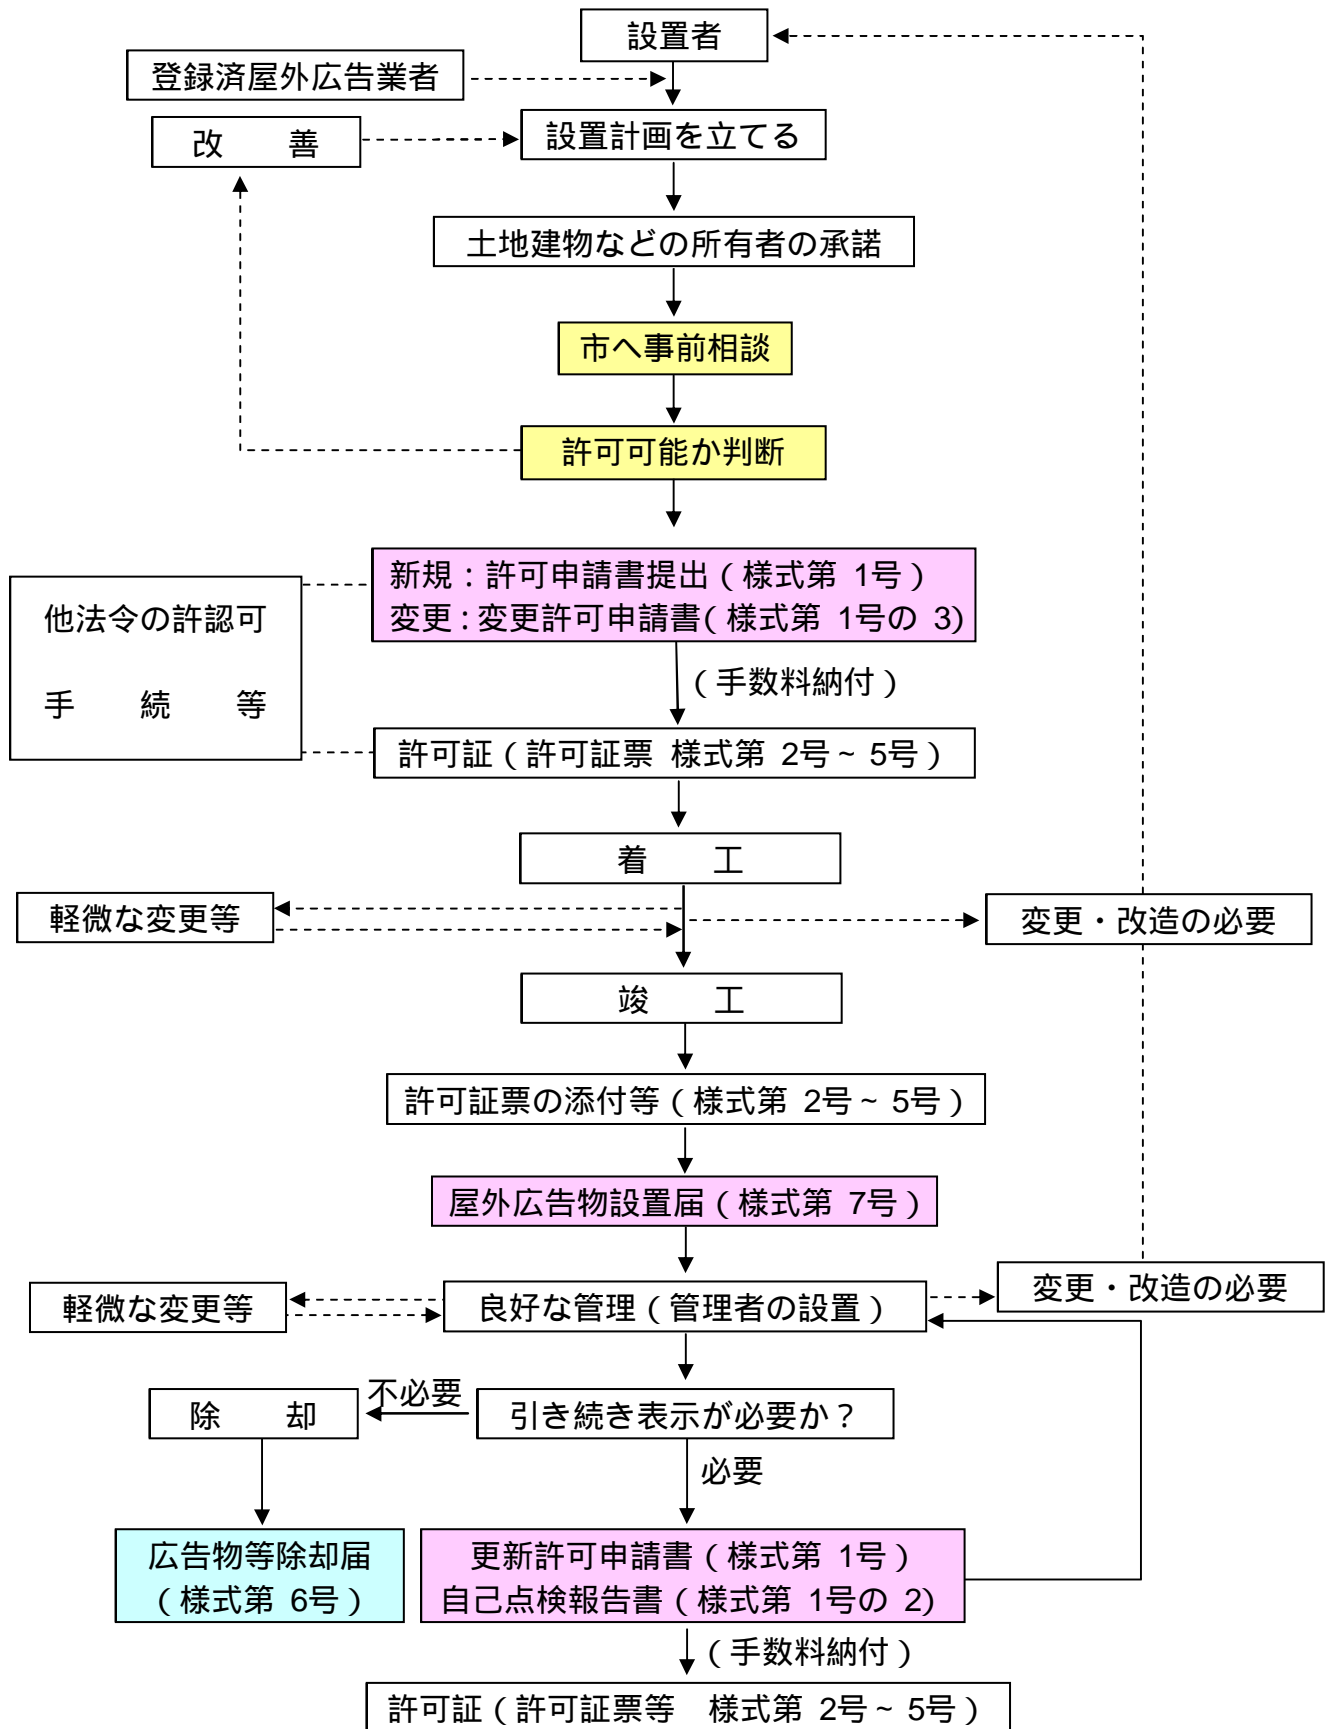 設置者
登録済屋外広告業者
改　　善
設置計画を立てる
土地建物などの所有者の承諾
市へ事前相談
許可可能か判断
新規：許可申請書提出（様式第 1号）
変更：変更許可申請書（様式第 1号の 3)
他法令の許認可
手　　続　　等
（手数料納付）
許可証（許可証票 様式第 2号~ 5号）
着　　工
軽微な変更等
変更・改造の必要
竣　　工
許可証票の添付等（様式第 2号~ 5号）
屋外広告物設置届（様式第 7号）
軽微な変更等
良好な管理（管理者の設置）
変更・改造の必要
除　　却
不必要
引き続き表示が必要か？
必要
広告物等除却届
（様式第 6号）
更新許可申請書（様式第 1号）
自己点検報告書（様式第 1号の 2)
（手数料納付）
許可証（許可証票等　様式第 2号~ 5号）